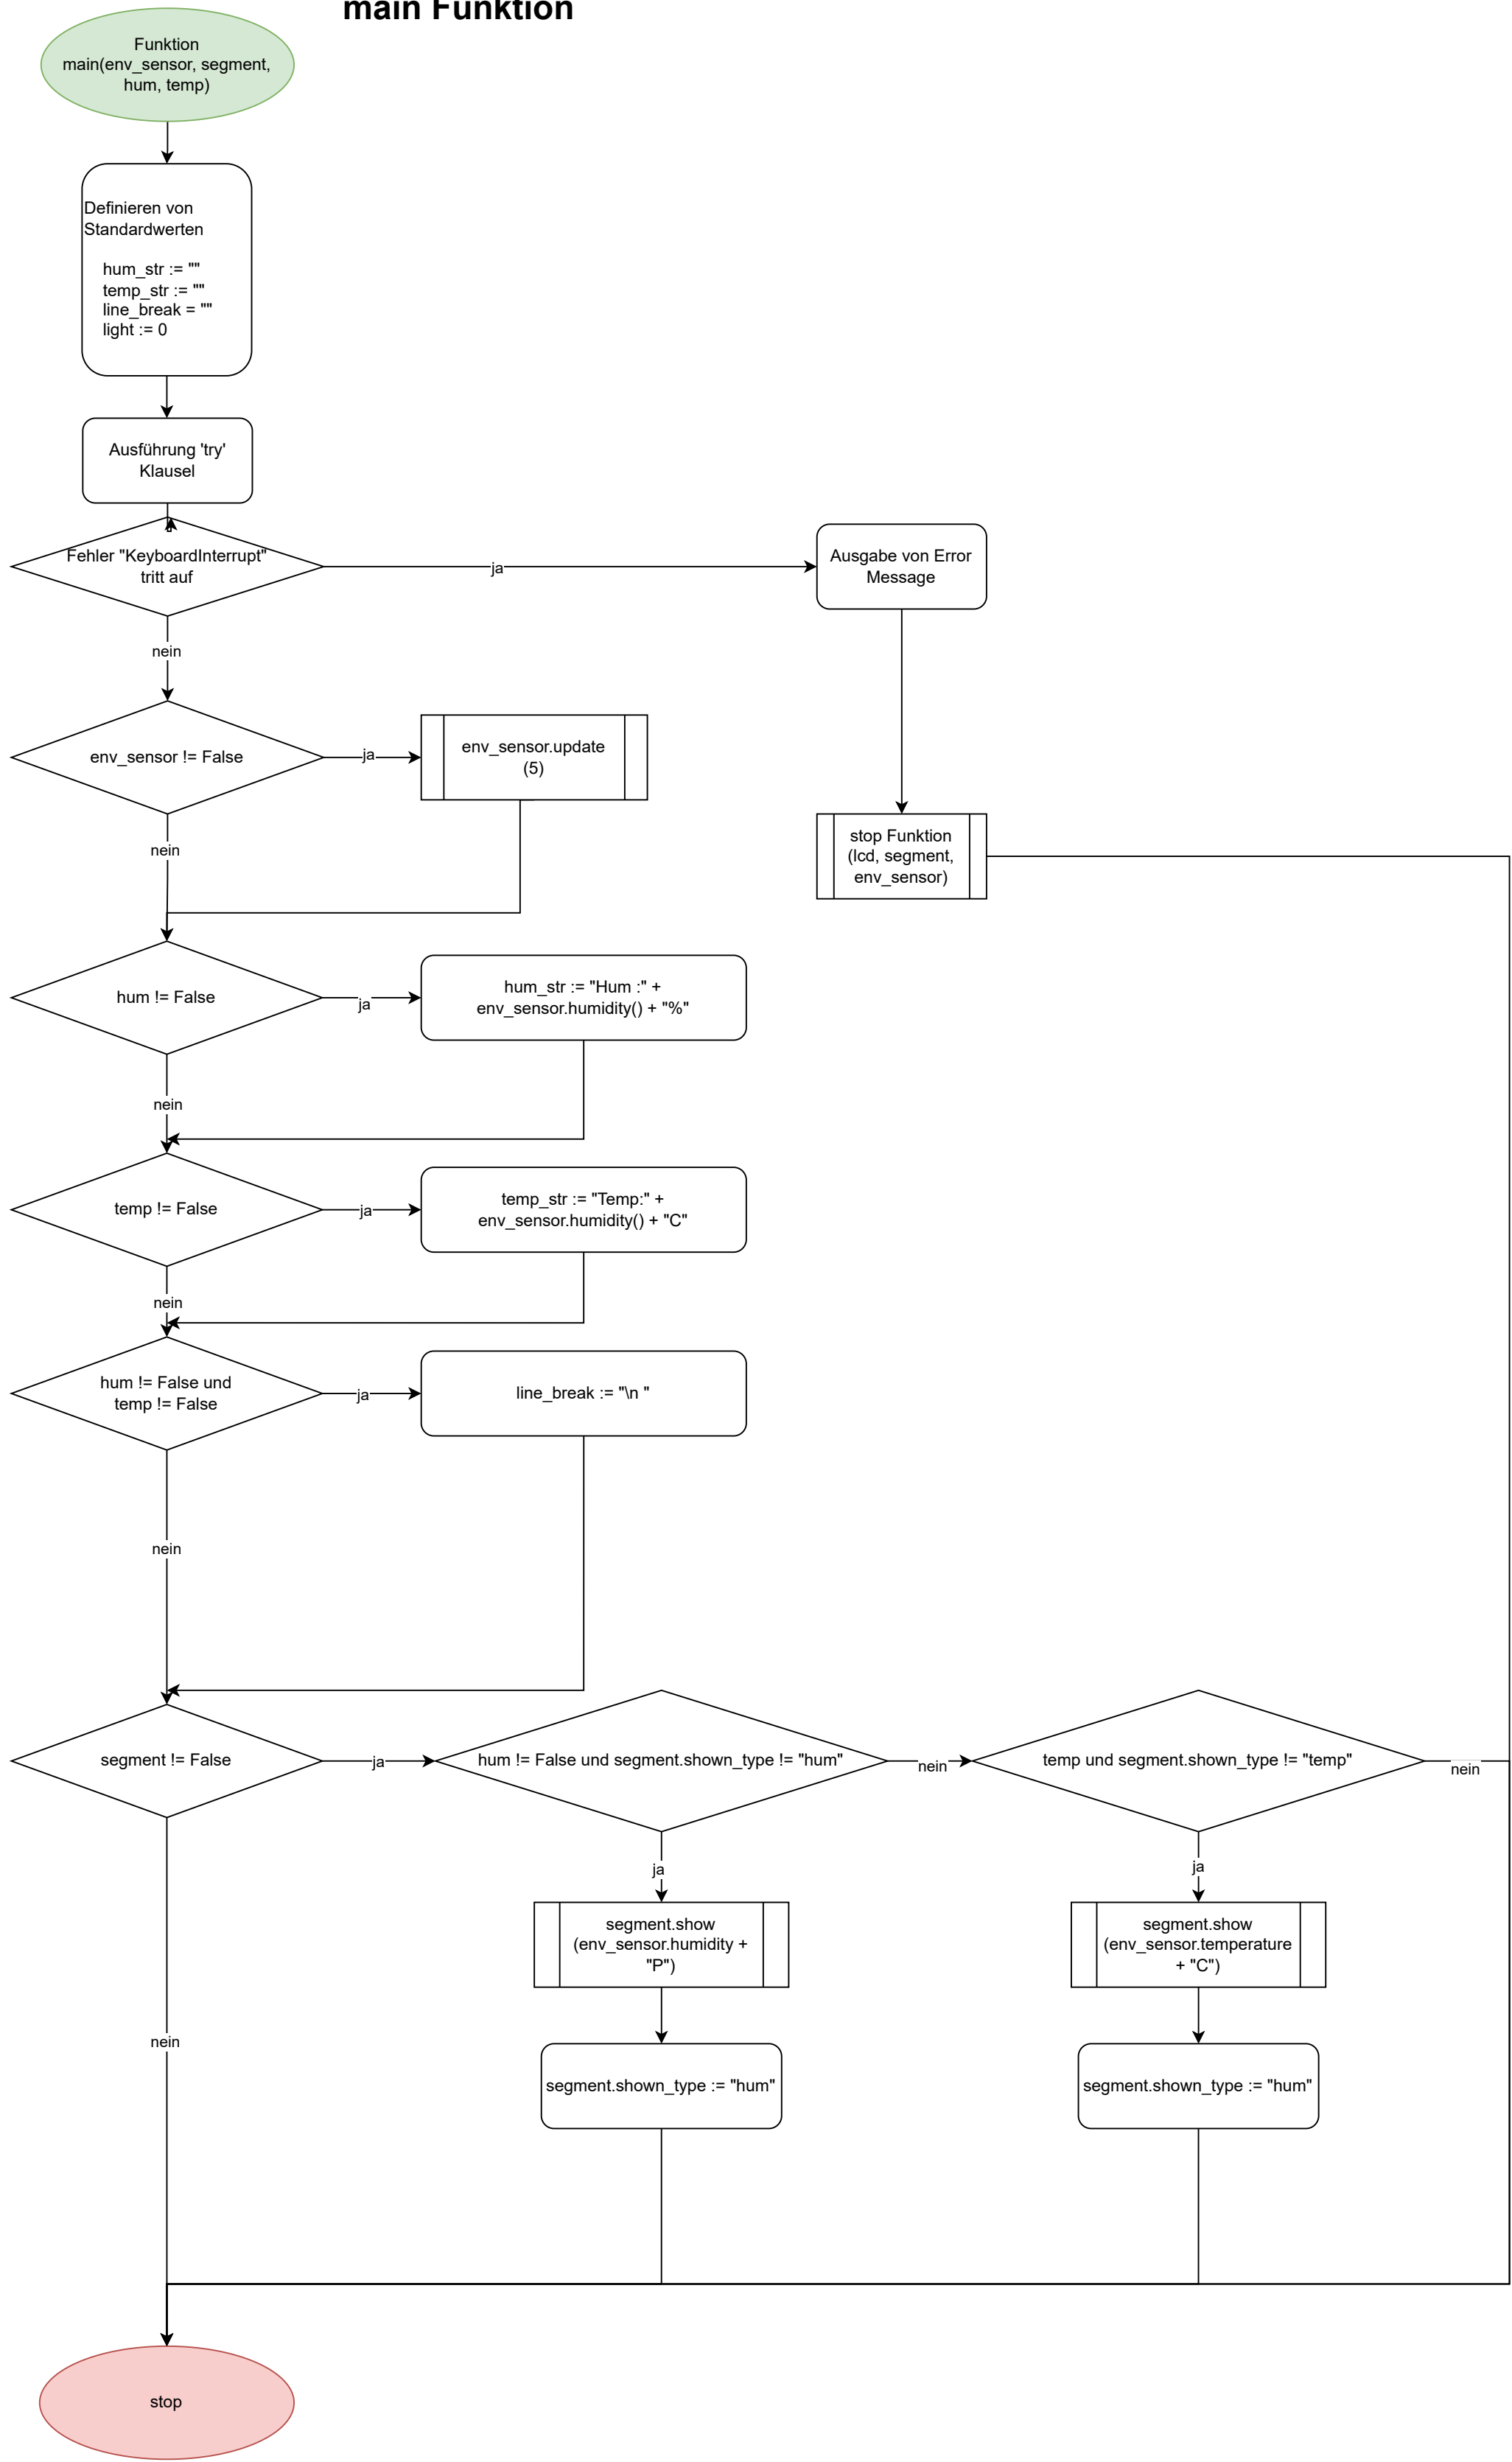 main Funktion
Funktion
main(env_sensor, segment,
hum, temp)
Definieren von
Standardwerten
hum_str := ""
temp_str := ""
line_break = ""
light := 0
Ausführung 'try'
Klausel
Fehler "KeyboardInterrupt"
tritt auf
ja
Ausgabe von Error
Message
nein
env_sensor != False
ja
env_sensor.update
(5)
nein
stop Funktion
(lcd, segment,
env_sensor)
hum != False
ja
hum_str := "Hum :" +
env_sensor.humidity() + "%"
nein
temp != False
ja
temp_str := "Temp:" +
env_sensor.humidity() + "C"
nein
hum != False und
temp != False
ja
line_break := "\n "
nein
segment != False
ja
hum != False und segment.shown_type != "hum"
nein
temp und segment.shown_type != "temp"
nein
ja
ja
segment.show
(env_sensor.humidity +
"P")
segment.show
(env_sensor.temperature
+ "C")
nein
segment.shown_type := "hum"
segment.shown_type := "hum"
stop